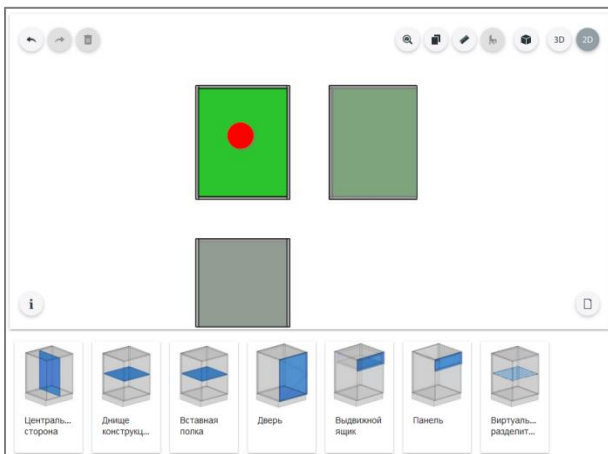 3D 2D
i
Централь... сторона
Днище конструкц...
Вставная полка
Дверь
Выдвижной ящик
Панель
Виртуаль... разделит...